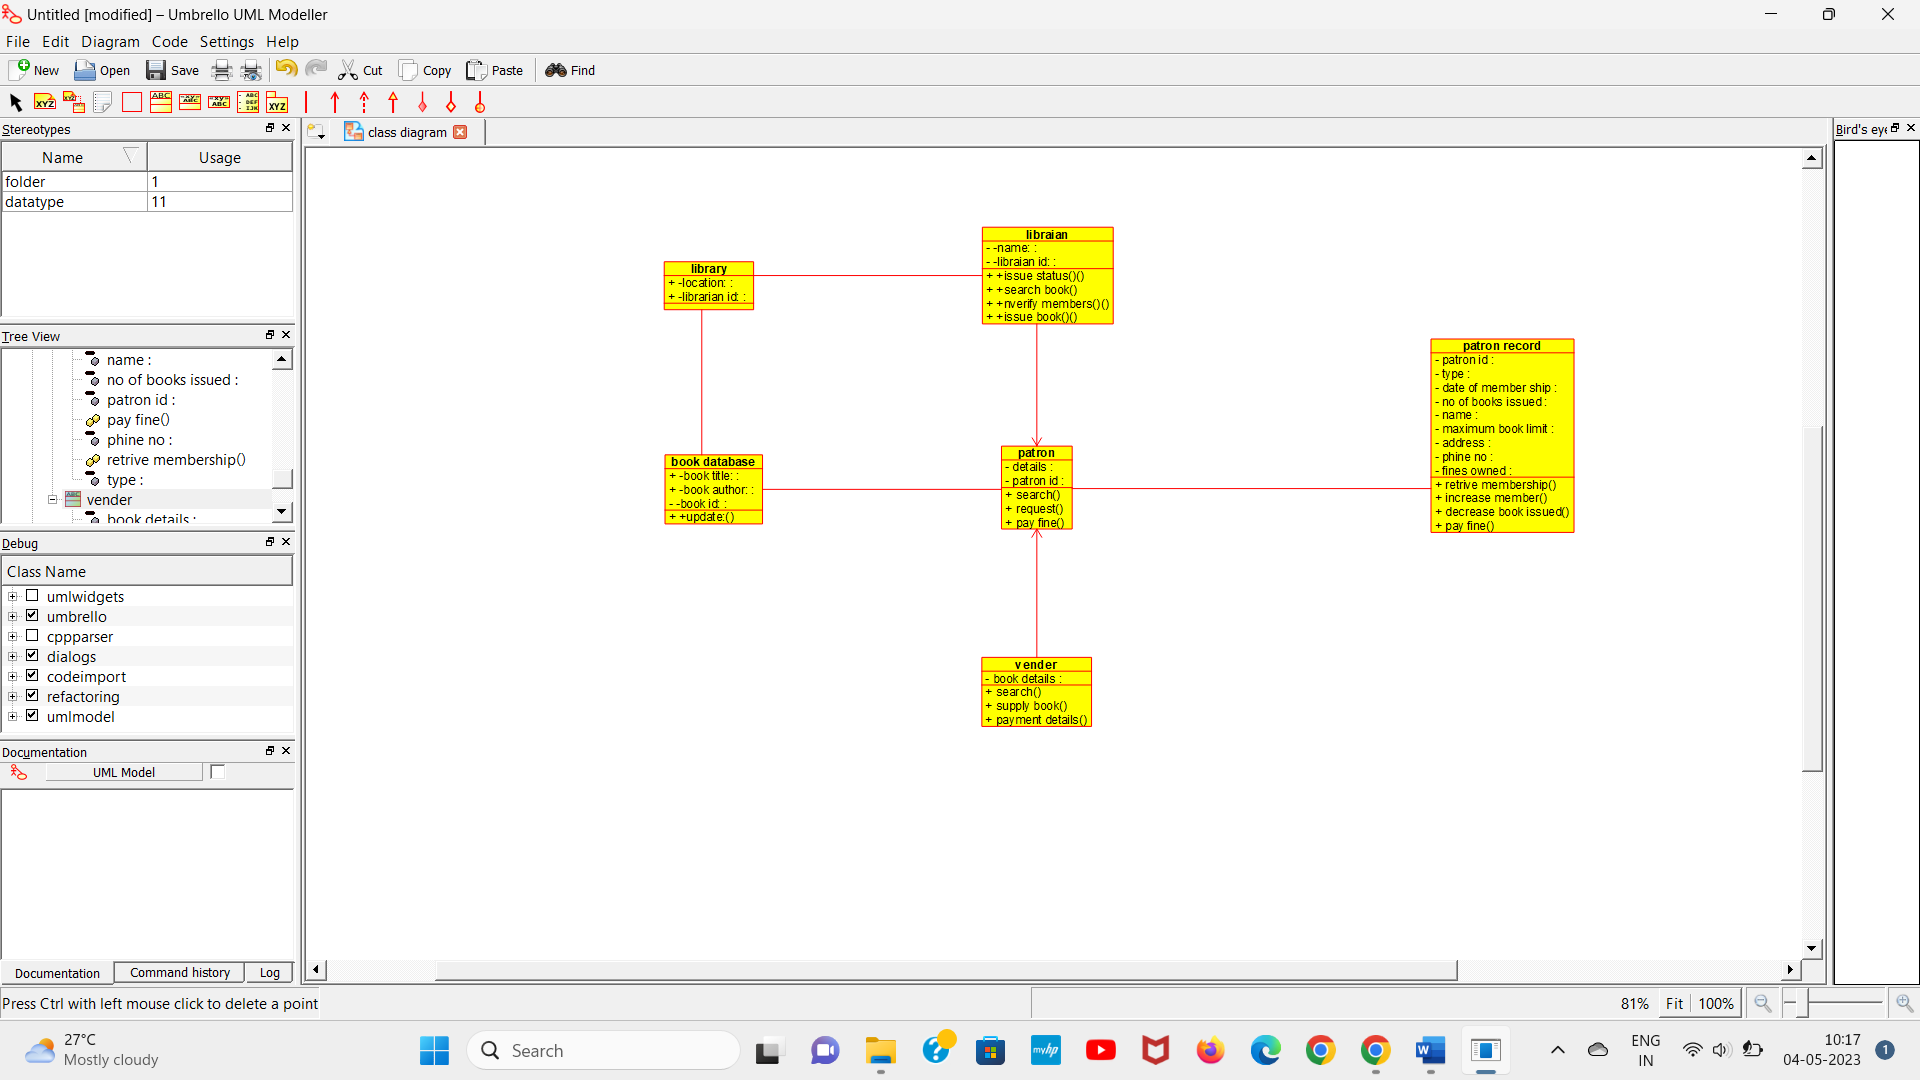 Untitled [modified] – Umbrello UML Modeller
File Edit Diagram Code Settings Help
New Open Save Cut Copy Paste Find
Stereotypes
Name Usage
folder 1
datatype 11
Tree View
name :
no of books issued :
patron id :
pay fine()
phine no :
retrive membership()
type :
vender
book details :
Debug
Class Name
umlwidgets
umbrello
cppparser
dialogs
codeimport
refactoring
umlmodel
Documentation
UML Model
Documentation Command history Log
class diagram
library
+ -location: :
+ -librarian id: :
libraian
- -name: :
- -libraian id: :
+ +issue status()()
+ +search book()
+ +nverify members()()
+ +issue book()()
patron record
- patron id :
- type :
- date of member ship :
- no of books issued :
- name :
- maximum book limit :
- address :
- phine no :
- fines owned :
+ retrive membership()
+ increase member()
+ decrease book issued()
+ pay fine()
book database
+ -book title: :
+ -book author: :
- -book id: :
+ +update:()
patron
- details :
- patron id :
+ search()
+ request()
+ pay fine()
vender
- book details :
+ search()
+ supply book()
+ payment details()
Bird's eye
Press Ctrl with left mouse click to delete a point
81% Fit 100%
27°C
Mostly cloudy
Search
myhp
ENG
IN
10:17
04-05-2023
1